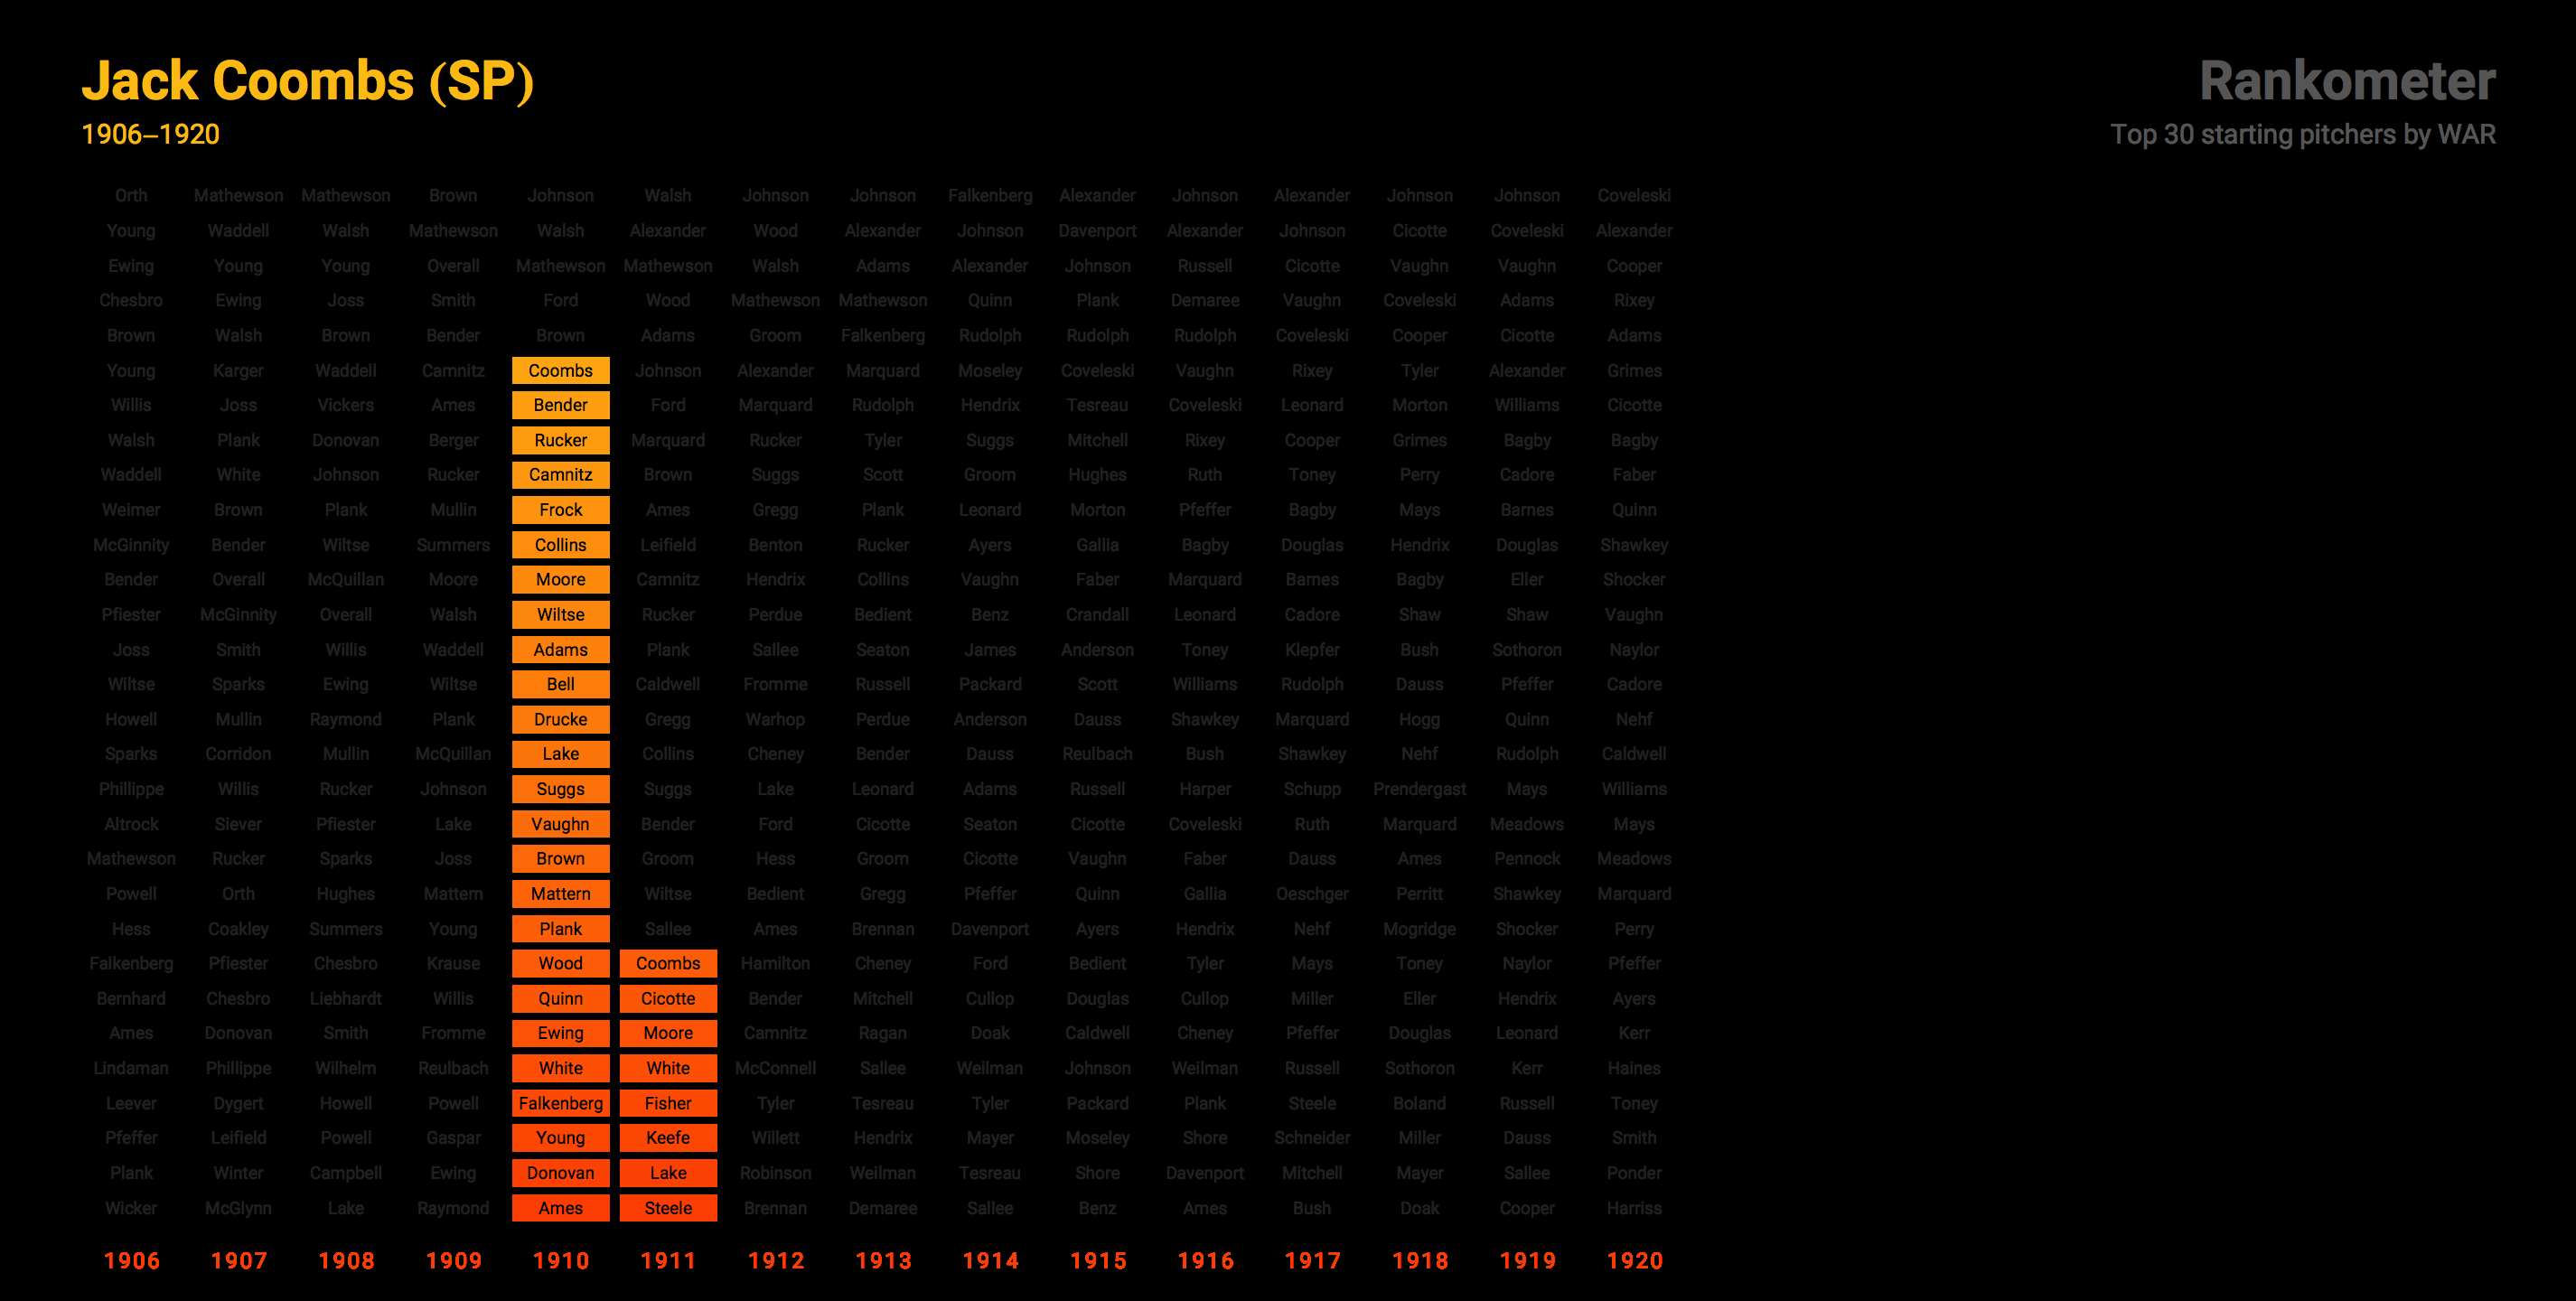 Jack Coombs (SP)
1906–1920
Rankometer
Top 30 starting pitchers by WAR
Orth Mathewson Mathewson Brown Johnson Walsh Johnson Johnson Falkenberg Alexander Johnson Alexander Johnson Johnson Coveleski
Young Waddell Walsh Mathewson Walsh Alexander Wood Alexander Johnson Davenport Alexander Johnson Cicotte Coveleski Alexander
Ewing Young Young Overall Mathewson Mathewson Walsh Adams Alexander Johnson Russell Cicotte Vaughn Vaughn Cooper
Chesbro Ewing Joss Smith Ford Wood Mathewson Mathewson Quinn Plank Demaree Vaughn Coveleski Adams Rixey
Brown Walsh Brown Bender Brown Adams Groom Falkenberg Rudolph Rudolph Rudolph Coveleski Cooper Cicotte Adams
Young Karger Waddell Camnitz Coombs Johnson Alexander Marquard Moseley Coveleski Vaughn Rixey Tyler Alexander Grimes
Willis Joss Vickers Ames Bender Ford Marquard Rudolph Hendrix Tesreau Coveleski Leonard Morton Williams Cicotte
Walsh Plank Donovan Berger Rucker Marquard Rucker Tyler Suggs Mitchell Rixey Cooper Grimes Bagby Bagby
Waddell White Johnson Rucker Camnitz Brown Suggs Scott Groom Hughes Ruth Toney Perry Cadore Faber
Weimer Brown Plank Mullin Frock Ames Gregg Plank Leonard Morton Pfeffer Bagby Mays Barnes Quinn
McGinnity Bender Wiltse Summers Collins Leifield Benton Rucker Ayers Gallia Bagby Douglas Hendrix Douglas Shawkey
Bender Overall McQuillan Moore Moore Camnitz Hendrix Collins Vaughn Faber Marquard Barnes Bagby Eller Shocker
Pfiester McGinnity Overall Walsh Wiltse Rucker Perdue Bedient Benz Crandall Leonard Cadore Shaw Shaw Vaughn
Joss Smith Willis Waddell Adams Plank Sallee Seaton James Anderson Toney Klepfer Bush Sothoron Naylor
Wiltse Sparks Ewing Wiltse Bell Caldwell Fromme Russell Packard Scott Williams Rudolph Dauss Pfeffer Cadore
Howell Mullin Raymond Plank Drucke Gregg Warhop Perdue Anderson Dauss Shawkey Marquard Hogg Quinn Nehf
Sparks Corridon Mullin McQuillan Lake Collins Cheney Bender Dauss Reulbach Bush Shawkey Nehf Rudolph Caldwell
Phillippe Willis Rucker Johnson Suggs Suggs Lake Leonard Adams Russell Harper Schupp Prendergast Mays Williams
Altrock Siever Pfiester Lake Vaughn Bender Ford Cicotte Seaton Cicotte Coveleski Ruth Marquard Meadows Mays
Mathewson Rucker Sparks Joss Brown Groom Hess Groom Cicotte Vaughn Faber Dauss Ames Pennock Meadows
Powell Orth Hughes Mattern Mattern Wiltse Bedient Gregg Pfeffer Quinn Gallia Oeschger Perritt Shawkey Marquard
Hess Coakley Summers Young Plank Sallee Ames Brennan Davenport Ayers Hendrix Nehf Mogridge Shocker Perry
Falkenberg Pfiester Chesbro Krause Wood Coombs Hamilton Cheney Ford Bedient Tyler Mays Toney Naylor Pfeffer
Bernhard Chesbro Liebhardt Willis Quinn Cicotte Bender Mitchell Cullop Douglas Cullop Miller Eller Hendrix Ayers
Ames Donovan Smith Fromme Ewing Moore Camnitz Ragan Doak Caldwell Cheney Pfeffer Douglas Leonard Kerr
Lindaman Phillippe Wilhelm Reulbach White White McConnell Sallee Weilman Johnson Weilman Russell Sothoron Kerr Haines
Leever Dygert Howell Powell Falkenberg Fisher Tyler Tesreau Tyler Packard Plank Steele Boland Russell Toney
Pfeffer Leifield Powell Gaspar Young Keefe Willett Hendrix Mayer Moseley Shore Schneider Miller Dauss Smith
Plank Winter Campbell Ewing Donovan Lake Robinson Weilman Tesreau Shore Davenport Mitchell Mayer Sallee Ponder
Wicker McGlynn Lake Raymond Ames Steele Brennan Demaree Sallee Benz Ames Bush Doak Cooper Harriss
1906 1907 1908 1909 1910 1911 1912 1913 1914 1915 1916 1917 1918 1919 1920